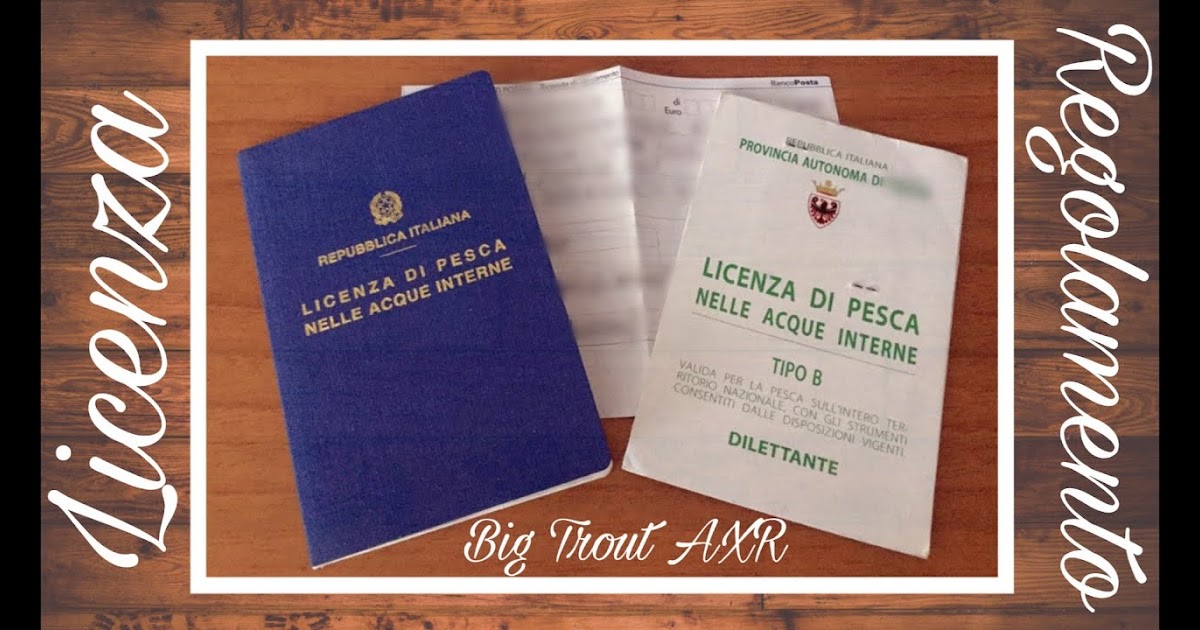 Licenza
REPUBBLICA ITALIANA
LICENZA DI PESCA
NELLE ACQUE INTERNE
BancoPosta
di
Euro
REPUBBLICA ITALIANA
PROVINCIA AUTONOMA DI
LICENZA DI PESCA
NELLE ACQUE INTERNE
TIPO B
VALIDA PER LA PESCA SULL'INTERO TER-
RITORIO NAZIONALE, CON GLI STRUMENTI
CONSENTITI DALLE DISPOSIZIONI VIGENTI.
DILETTANTE
Big Trout AXR
Regolamento